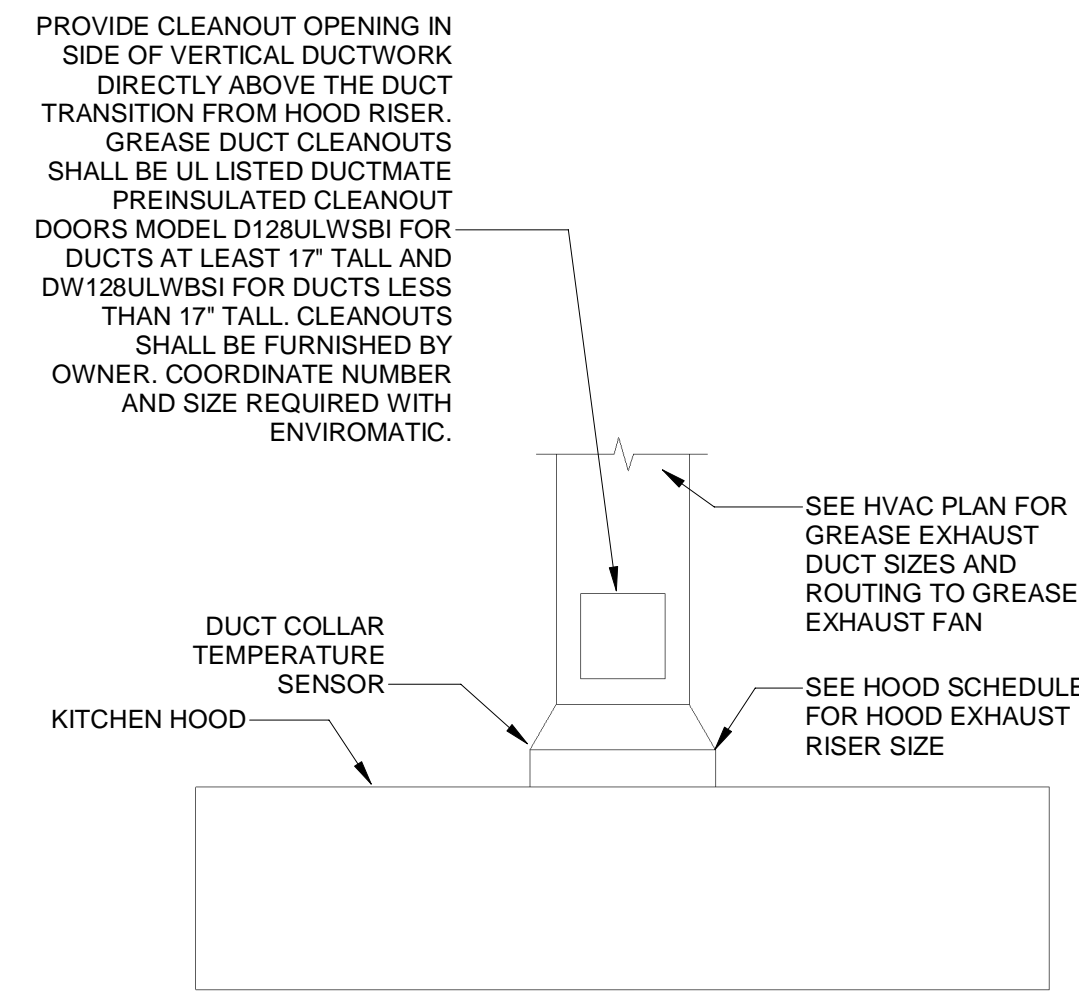 PROVIDE CLEANOUT OPENING IN
SIDE OF VERTICAL DUCTWORK
DIRECTLY ABOVE THE DUCT
TRANSITION FROM HOOD RISER.
GREASE DUCT CLEANOUTS
SHALL BE UL LISTED DUCTMATE
PREINSULATED CLEANOUT
DOORS MODEL D128ULWSBI FOR
DUCTS AT LEAST 17" TALL AND
DW128ULWBSI FOR DUCTS LESS
THAN 17" TALL. CLEANOUTS
SHALL BE FURNISHED BY
OWNER. COORDINATE NUMBER
AND SIZE REQUIRED WITH
ENVIROMATIC.
SEE HVAC PLAN FOR
GREASE EXHAUST
DUCT SIZES AND
ROUTING TO GREASE
EXHAUST FAN
DUCT COLLAR
TEMPERATURE
SENSOR
SEE HOOD SCHEDULE
FOR HOOD EXHAUST
RISER SIZE
KITCHEN HOOD